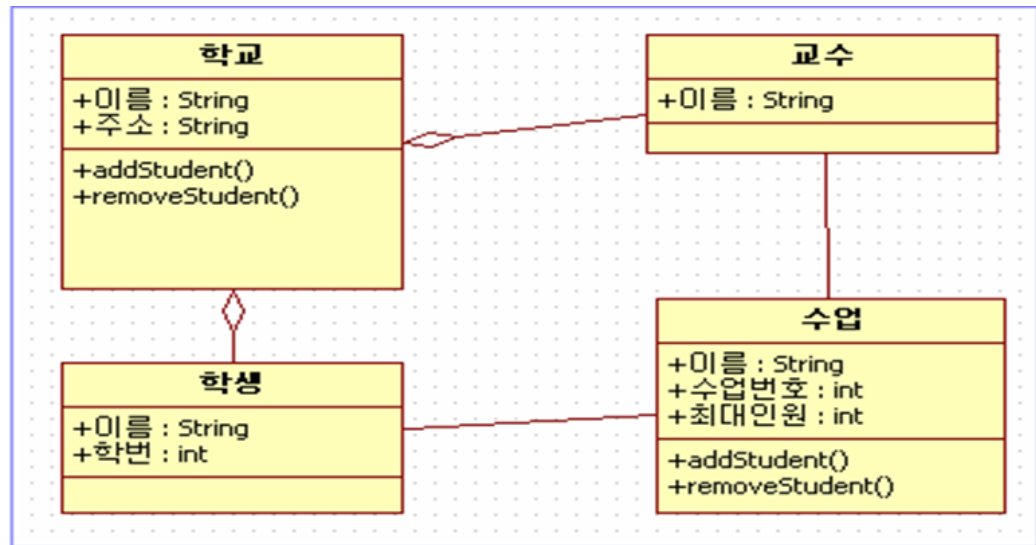 학교
+이름 : String
+주소 : String
+addStudent()
+removeStudent()
교수
+이름 : String
학생
+이름 : String
+학번 : int
수업
+이름 : String
+수업번호 : int
+최대인원 : int
+addStudent()
+removeStudent()